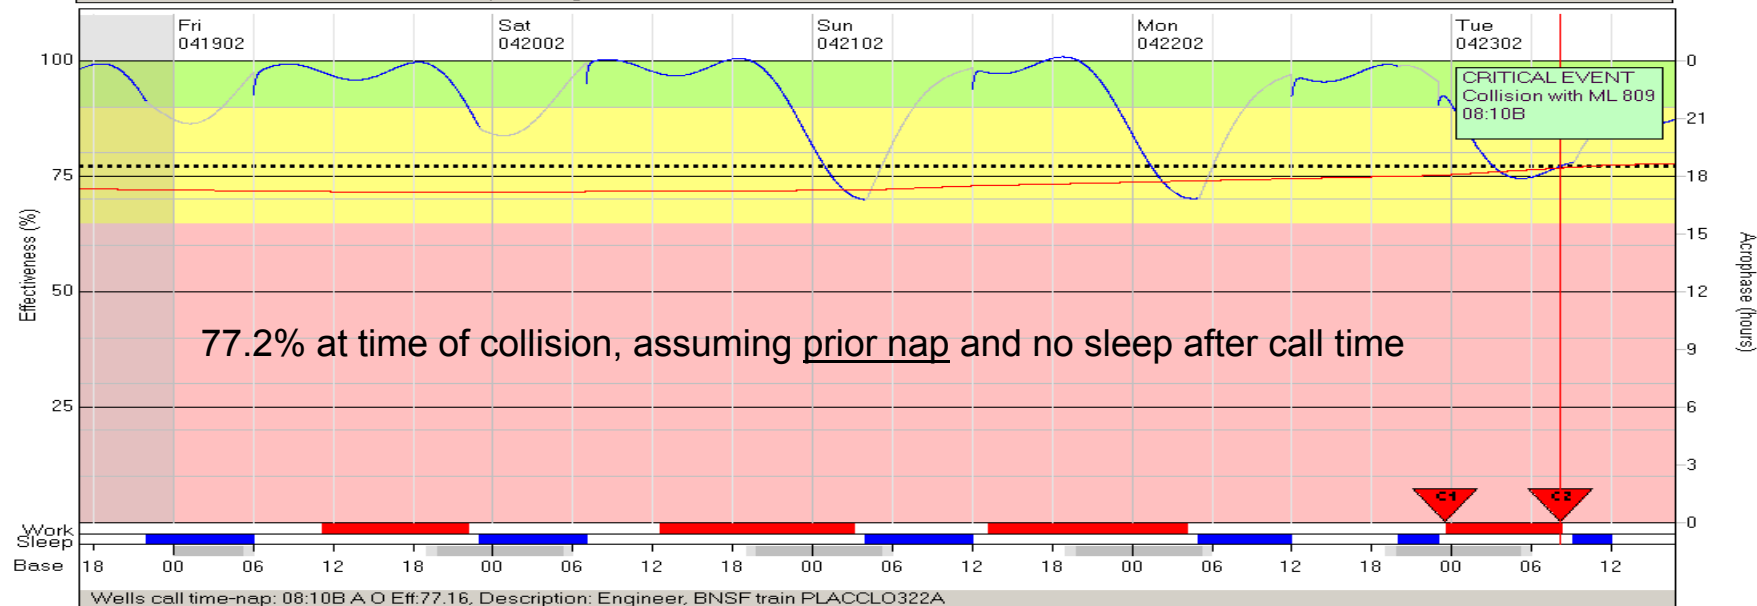 Fri Sat Sun Mon Tue
041902 042002 042102 042202 042302
100 0
CRITICAL EVENT
Collision with ML 809
08:10B
21
75 18
15
Effectiveness (%)
Acrophase (hours)
50 12
77.2% at time of collision, assuming prior nap and no sleep after call time
9
25 6
3
C1 C2
0
Work
Sleep
Base 18 00 06 12 18 00 06 12 18 00 06 12 18 00 06 12 18 00 06 12
Wells call time-nap: 08:10B A O Eff:77.16, Description: Engineer, BNSF train PLACCLO322A